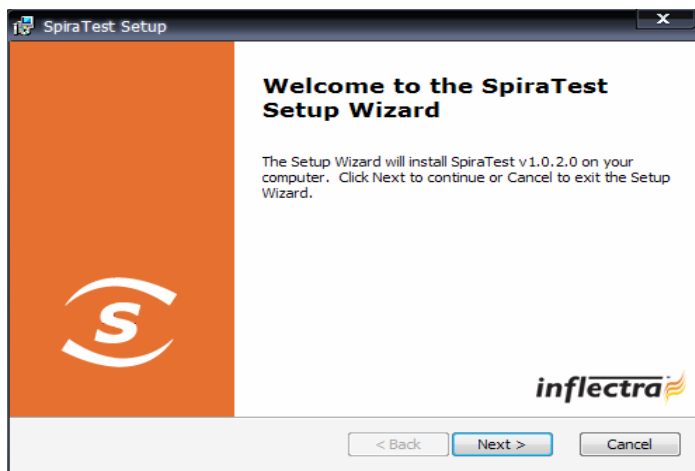 SpiraTest Setup
x
Welcome to the SpiraTest
Setup Wizard
The Setup Wizard will install SpiraTest v1.0.2.0 on your
computer. Click Next to continue or Cancel to exit the Setup
Wizard.
S
inflectra
< Back Next > Cancel